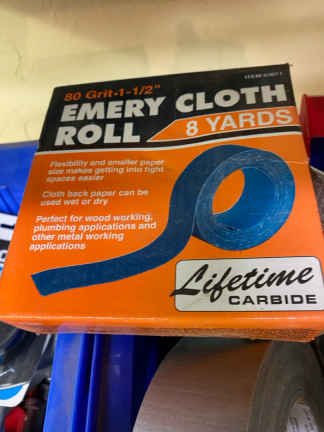 80 Grit-1-1/2"
EMERY CLOTH
ROLL
8 YARDS
Flexibility and smaller paper
size makes getting into tight
spaces easier
Cloth back paper can be
used wet or dry
Perfect for wood working,
plumbing applications and
other metal working
applications
Lifetime
CARBIDE